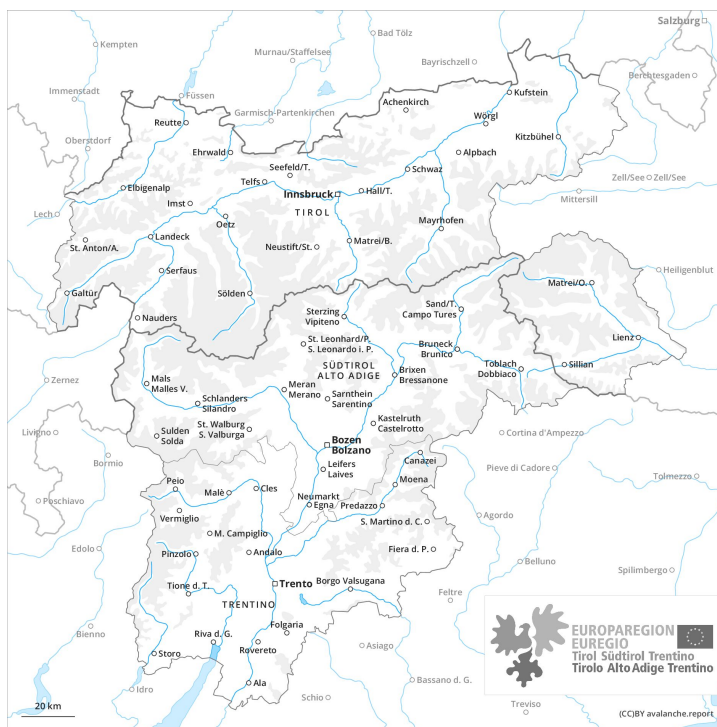 Salzburg
Kempten
Bad Tölz
Murnau/Staffelsee
Bayrischzell
Berchtesgaden
Immenstadt
Füssen
Garmisch-Partenkirchen
Achenkirch
Kufstein
Reutte
Wörgl
Oberstdorf
Kitzbühel
Ehrwald
Alpbach
Seefeld/T.
Schwaz
Zell/See
Zell/See
Telfs
Elbigenalp
Innsbruck
Hall/T.
Mittersill
Imst
TIROL
Lech
Oetz
Mayrhofen
Landeck
St. Anton/A.
Neustift/St.
Matrei/B.
Serfaus
Heiligenblut
Galtür
Sölden
Matrei/O.
Sand/T.
Campo Tures
Nauders
Sterzing
Vipiteno
Lienz
St. Leonhard/P.
S. Leonardo i. P.
Bruneck
Brunico
SÜDTIROL
ALTO ADIGE
Toblach
Dobbiaco
Sillian
Brixen
Bressanone
Zernez
Mals
Malles V.
Meran
Merano
Schlanders
Silandro
Sarnthein
Sarentino
St. Walburg
S. Valburga
Kastelruth
Castelrotto
Livigno
Sulden
Solda
Cortina d'Ampezzo
Bozen
Bolzano
Bormio
Canazei
Leifers
Laives
Pieve di Cadore
Tolmezzo
Peio
Malè
Cles
Moena
Poschiavo
Neumarkt
Egna
Predazzo
Vermiglio
Agordo
S. Martino d. C.
M. Campiglio
Edolo
Pinzolo
Andalo
Fiera d. P.
Belluno
Spilimbergo
Tione d. T.
Trento
Borgo Valsugana
Feltre
TRENTINO
Bienno
Folgaria
Riva d. G.
Rovereto
Asiago
Storo
Idro
Ala
Bassano d. G.
Schio
Treviso
EUROPAREGION
EUREGIO
Tirol Südtirol Trentino
Tirolo Alto Adige Trentino
20 km
(CC)BY avalanche.report